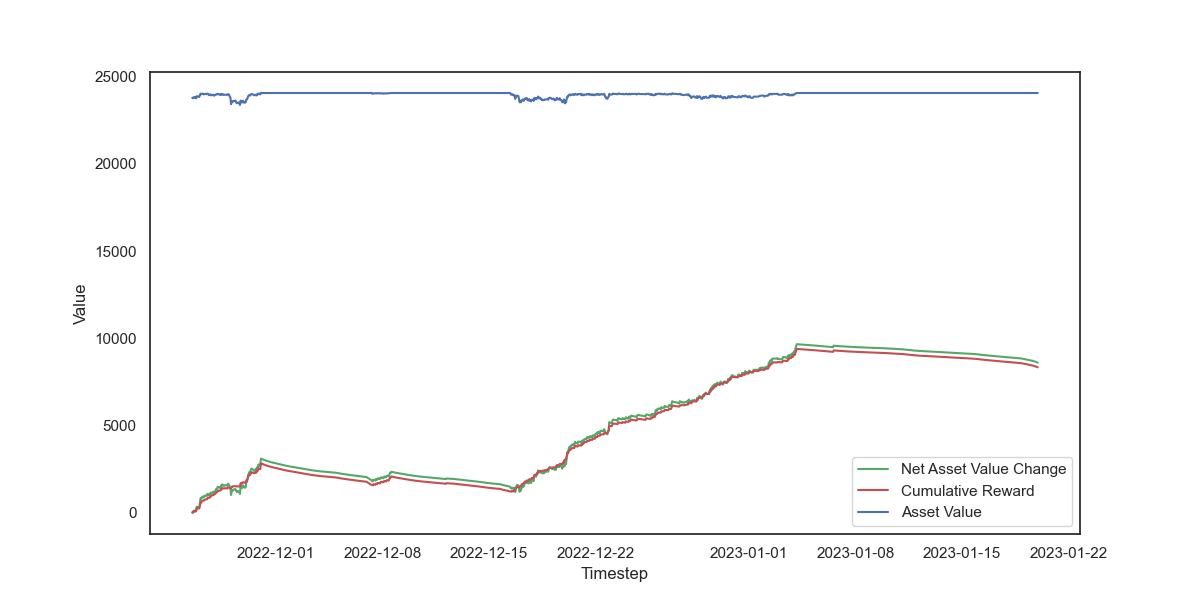 25000
20000
15000
10000
5000
0
Value
2022-12-01 2022-12-08 2022-12-15 2022-12-22 2023-01-01 2023-01-08 2023-01-15 2023-01-22
Timestep
Net Asset Value Change
Cumulative Reward
Asset Value